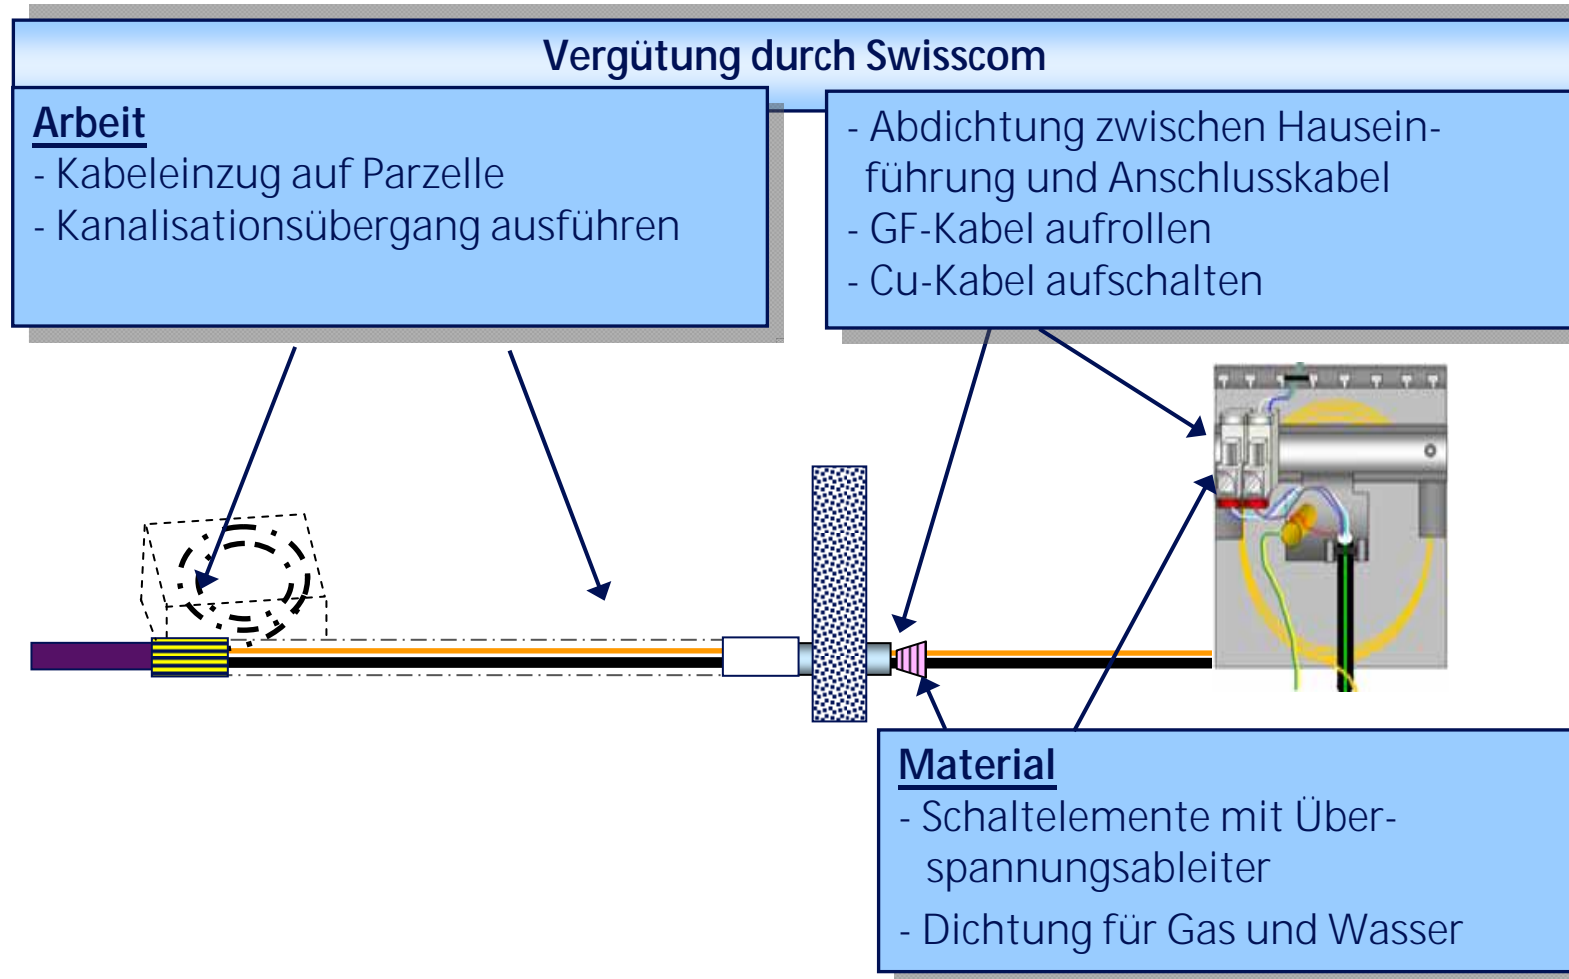 Vergütung durch Swisscom
Arbeit
- Kabeleinzug auf Parzelle
- Kanalisationsübergang ausführen
- Abdichtung zwischen Hausein-
führung und Anschlusskabel
- GF-Kabel aufrollen
- Cu-Kabel aufschalten
Material
- Schaltelemente mit Über-
spannungsableiter
- Dichtung für Gas und Wasser